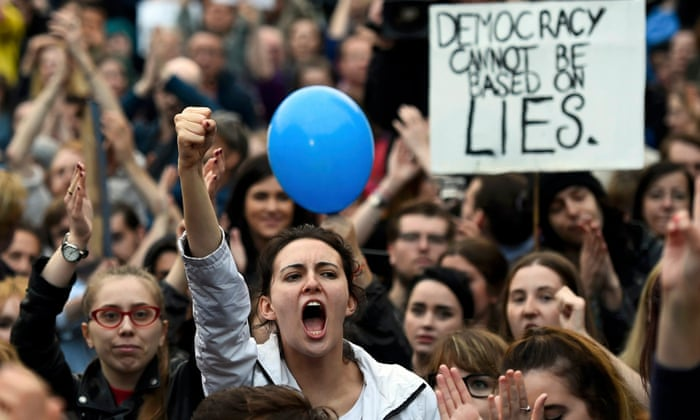 DEMOCRACY
CANNOT BE
BASED ON
LIES.